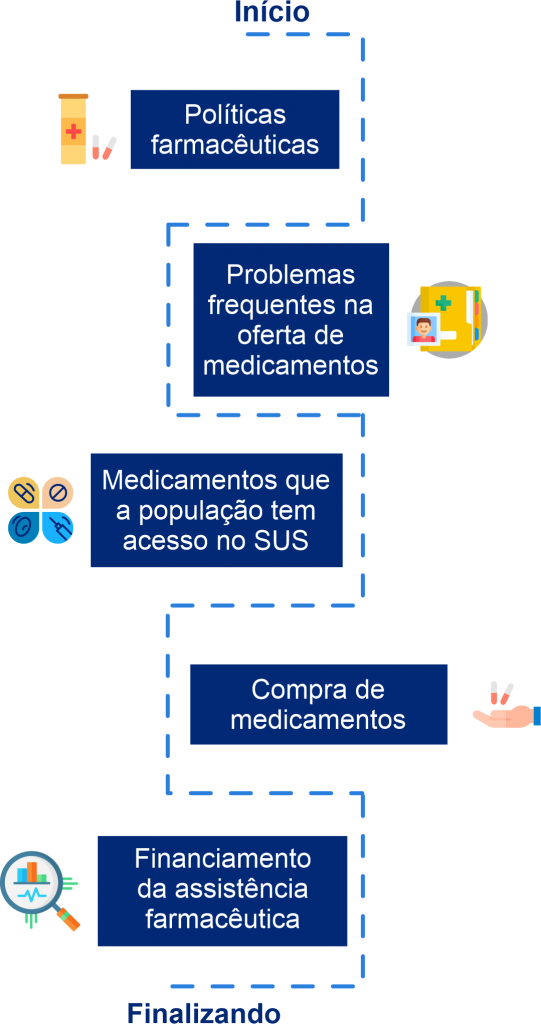 Início
Políticas
farmacêuticas
Problemas
frequentes na
oferta de
medicamentos
Medicamentos que
a população tem
acesso no SUS
Compra de
medicamentos
Financiamento
da assistência
farmacêutica
Finalizando